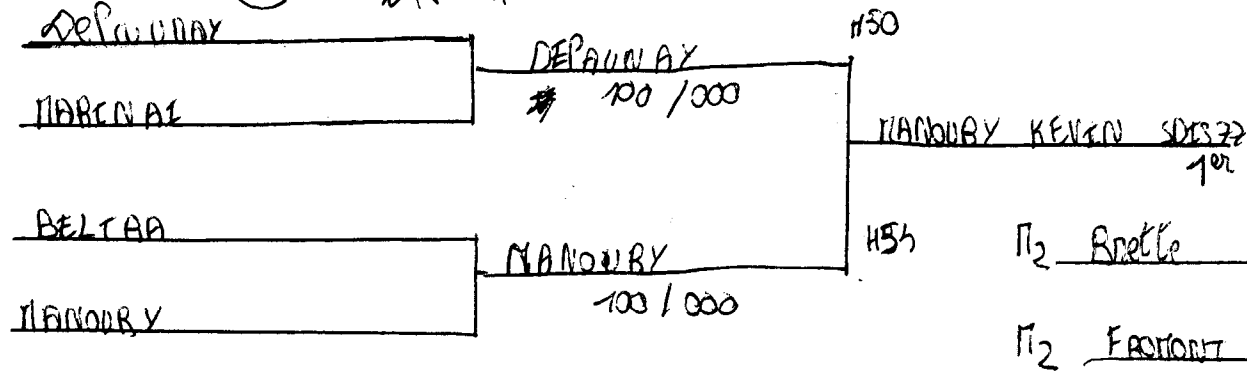 DEPAUNAY
H50
DEPAUNAY
100 / 000
MARINAI
MANOURY KEVIN SDIS77
1er
BELTAA
H54
M2 Brette
MANOURY
100 / 000
MANOURY
M2 FROMONT